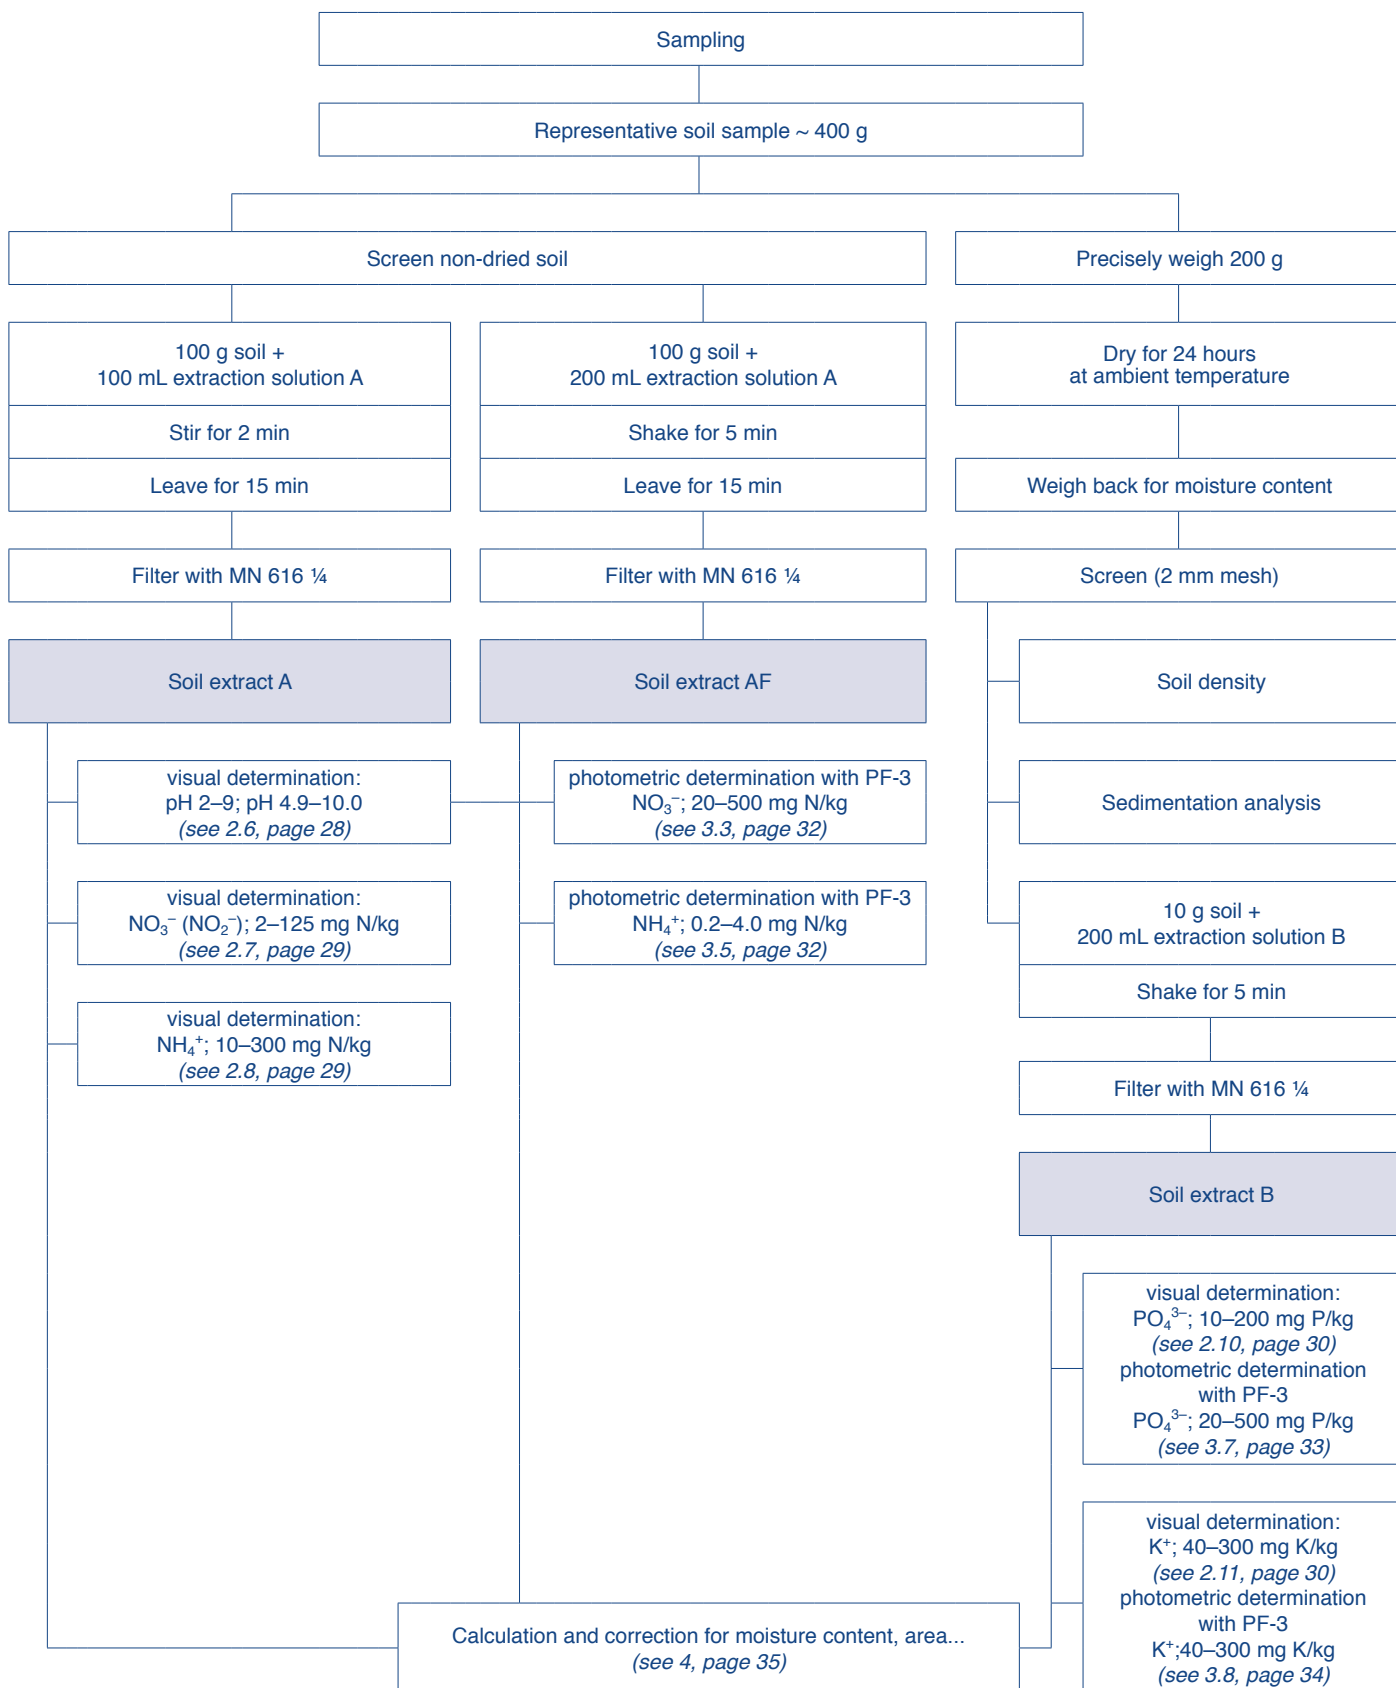 Sampling
Representative soil sample ~ 400 g
Screen non-dried soil
Precisely weigh 200 g
100 g soil +
100 mL extraction solution A
Stir for 2 min
Leave for 15 min
Filter with MN 616 ¼
Soil extract A
visual determination:
pH 2–9; pH 4.9–10.0
(see 2.6, page 28)
visual determination:
NO₃⁻ (NO₂⁻); 2–125 mg N/kg
(see 2.7, page 29)
visual determination:
NH₄⁺; 10–300 mg N/kg
(see 2.8, page 29)
100 g soil +
200 mL extraction solution A
Shake for 5 min
Leave for 15 min
Filter with MN 616 ¼
Soil extract AF
photometric determination with PF-3
NO₃⁻; 20–500 mg N/kg
(see 3.3, page 32)
photometric determination with PF-3
NH₄⁺; 0.2–4.0 mg N/kg
(see 3.5, page 32)
Dry for 24 hours
at ambient temperature
Weigh back for moisture content
Screen (2 mm mesh)
Soil density
Sedimentation analysis
10 g soil +
200 mL extraction solution B
Shake for 5 min
Filter with MN 616 ¼
Soil extract B
visual determination:
PO₄³⁻; 10–200 mg P/kg
(see 2.10, page 30)
photometric determination
with PF-3
PO₄³⁻; 20–500 mg P/kg
(see 3.7, page 33)
visual determination:
K⁺; 40–300 mg K/kg
(see 2.11, page 30)
photometric determination
with PF-3
K⁺;40–300 mg K/kg
(see 3.8, page 34)
Calculation and correction for moisture content, area...
(see 4, page 35)